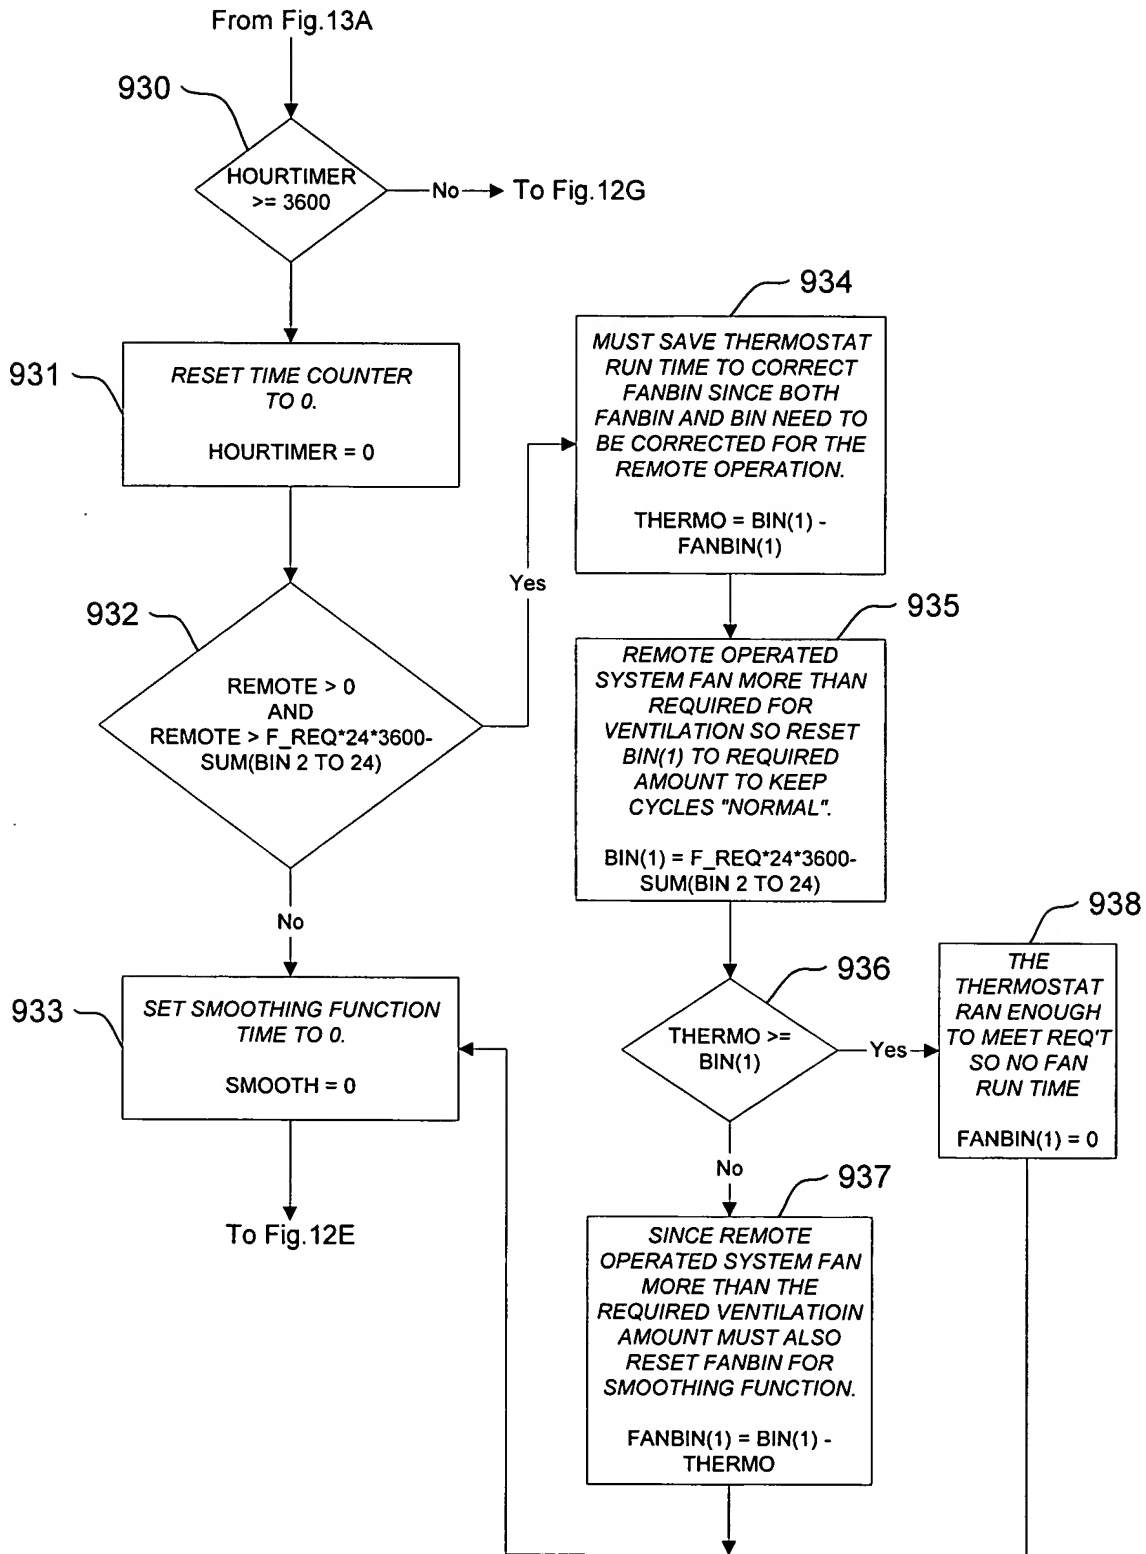 From Fig.13A
930
HOURTIMER
>= 3600
No
To Fig.12G
931
RESET TIME COUNTER
TO 0.
HOURTIMER = 0
932
REMOTE > 0
AND
REMOTE > F_REQ*24*3600-
SUM(BIN 2 TO 24)
Yes
No
933
SET SMOOTHING FUNCTION
TIME TO 0.
SMOOTH = 0
To Fig.12E
934
MUST SAVE THERMOSTAT
RUN TIME TO CORRECT
FANBIN SINCE BOTH
FANBIN AND BIN NEED TO
BE CORRECTED FOR THE
REMOTE OPERATION.
THERMO = BIN(1) -
FANBIN(1)
935
REMOTE OPERATED
SYSTEM FAN MORE THAN
REQUIRED FOR
VENTILATION SO RESET
BIN(1) TO REQUIRED
AMOUNT TO KEEP
CYCLES "NORMAL".
BIN(1) = F_REQ*24*3600-
SUM(BIN 2 TO 24)
936
THERMO >=
BIN(1)
Yes
No
938
THE
THERMOSTAT
RAN ENOUGH
TO MEET REQ'T
SO NO FAN
RUN TIME
FANBIN(1) = 0
937
SINCE REMOTE
OPERATED SYSTEM FAN
MORE THAN THE
REQUIRED VENTILATIOIN
AMOUNT MUST ALSO
RESET FANBIN FOR
SMOOTHING FUNCTION.
FANBIN(1) = BIN(1) -
THERMO